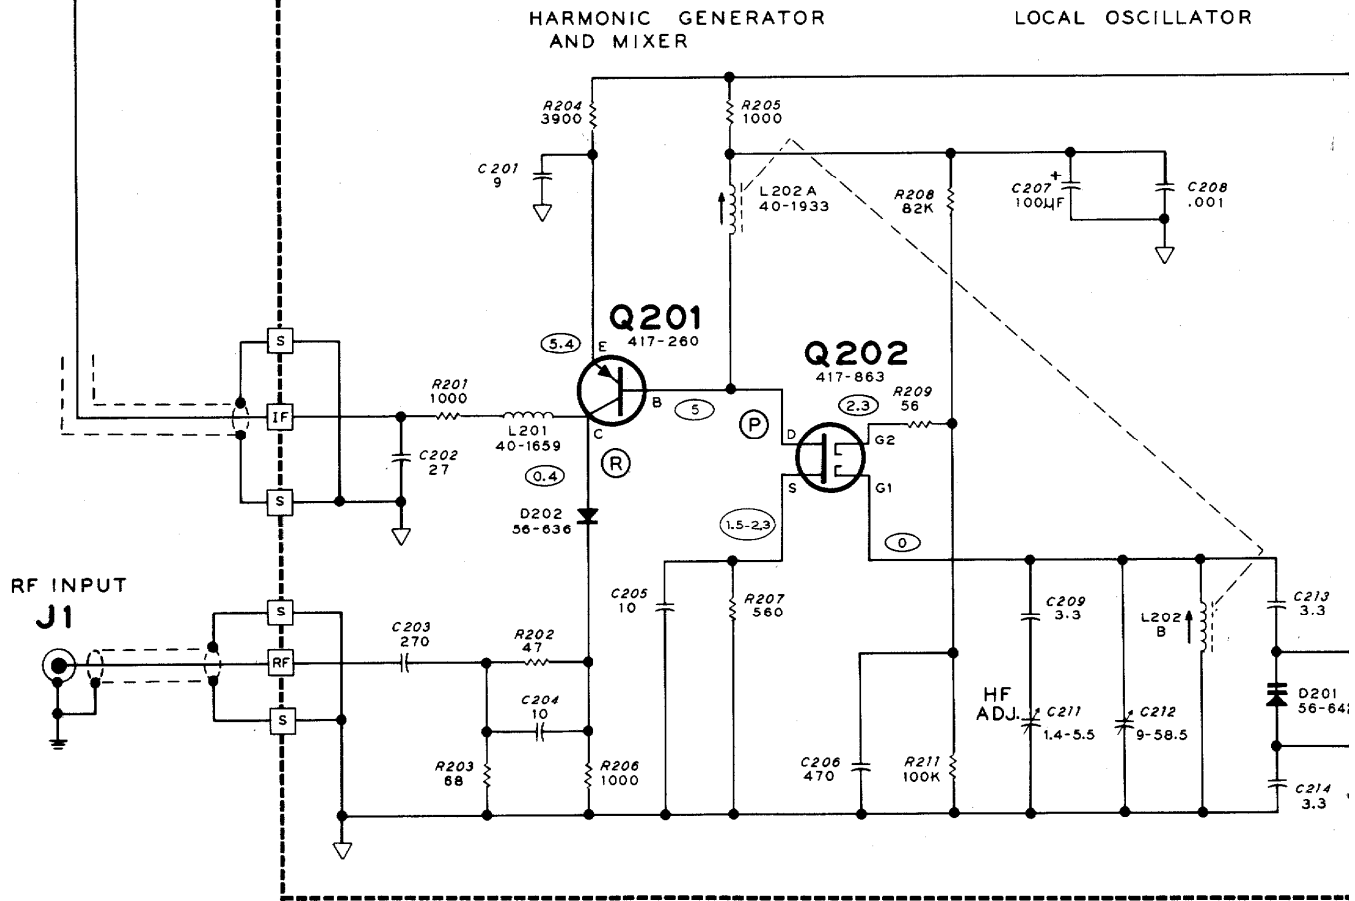 HARMONIC GENERATOR
AND MIXER
LOCAL OSCILLATOR
R204
3900
R205
1000
C201
9
L202A
40-1933
R208
82K
+
C207
100µF
C208
.001
Q201
417-260
5.4
E
B
C
5
S
IF
S
R201
1000
L201
40-1659
C202
27
0.4
R
D202
56-636
Q202
417-863
2.3
R209
56
P
D
S
G2
G1
1.5-2.3
0
RF INPUT
J1
S
RF
S
C203
270
R202
47
C204
10
R203
68
R206
1000
C205
10
R207
560
C206
470
R211
100K
C209
3.3
HF
ADJ.
C211
1.4-5.5
C212
9-58.5
L202
B
C213
3.3
D201
C214
3.3